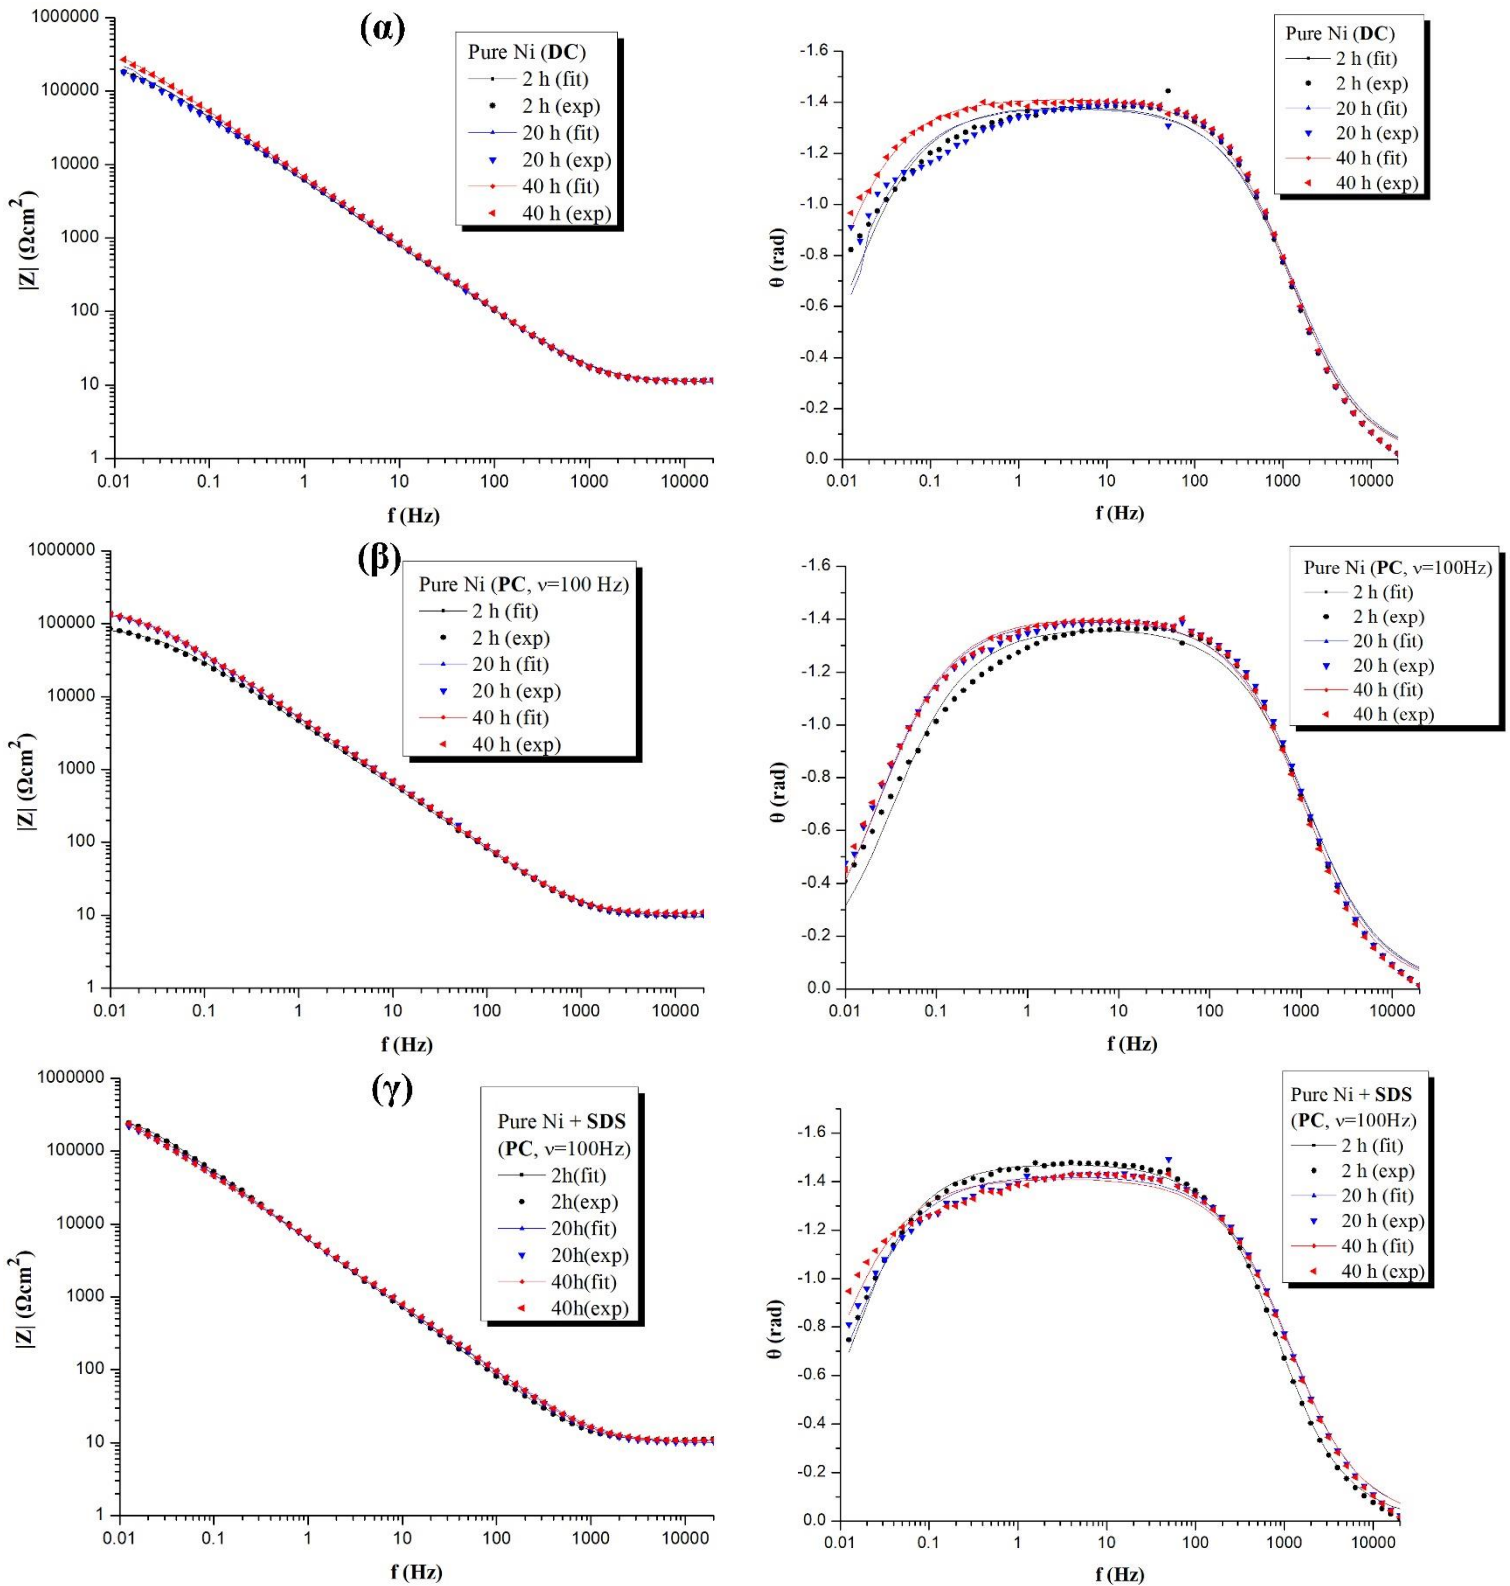 (α)
Pure Ni (DC)
2 h (fit)
2 h (exp)
20 h (fit)
20 h (exp)
40 h (fit)
40 h (exp)
1000000
100000
10000
1000
100
10
1
|Z| (Ωcm²)
0.01 0.1 1 10 100 1000 10000
f (Hz)
Pure Ni (DC)
2 h (fit)
2 h (exp)
20 h (fit)
20 h (exp)
40 h (fit)
40 h (exp)
-1.6
-1.4
-1.2
-1.0
-0.8
-0.6
-0.4
-0.2
0.0
θ (rad)
0.01 0.1 1 10 100 1000 10000
f (Hz)
(β)
Pure Ni (PC, ν=100 Hz)
2 h (fit)
2 h (exp)
20 h (fit)
20 h (exp)
40 h (fit)
40 h (exp)
1000000
100000
10000
1000
100
10
1
|Z| (Ωcm²)
0.01 0.1 1 10 100 1000 10000
f (Hz)
Pure Ni (PC, ν=100Hz)
2 h (fit)
2 h (exp)
20 h (fit)
20 h (exp)
40 h (fit)
40 h (exp)
-1.6
-1.4
-1.2
-1.0
-0.8
-0.6
-0.4
-0.2
0.0
θ (rad)
0.01 0.1 1 10 100 1000 10000
f (Hz)
(γ)
Pure Ni + SDS
(PC, ν=100Hz)
2h(fit)
2h(exp)
20h(fit)
20h(exp)
40h(fit)
40h(exp)
1000000
100000
10000
1000
100
10
1
|Z| (Ωcm²)
0.01 0.1 1 10 100 1000 10000
f (Hz)
Pure Ni + SDS
(PC, ν=100Hz)
2 h (fit)
2 h (exp)
20 h (fit)
20 h (exp)
40 h (fit)
40 h (exp)
-1.6
-1.4
-1.2
-1.0
-0.8
-0.6
-0.4
-0.2
0.0
θ (rad)
0.01 0.1 1 10 100 1000 10000
f (Hz)